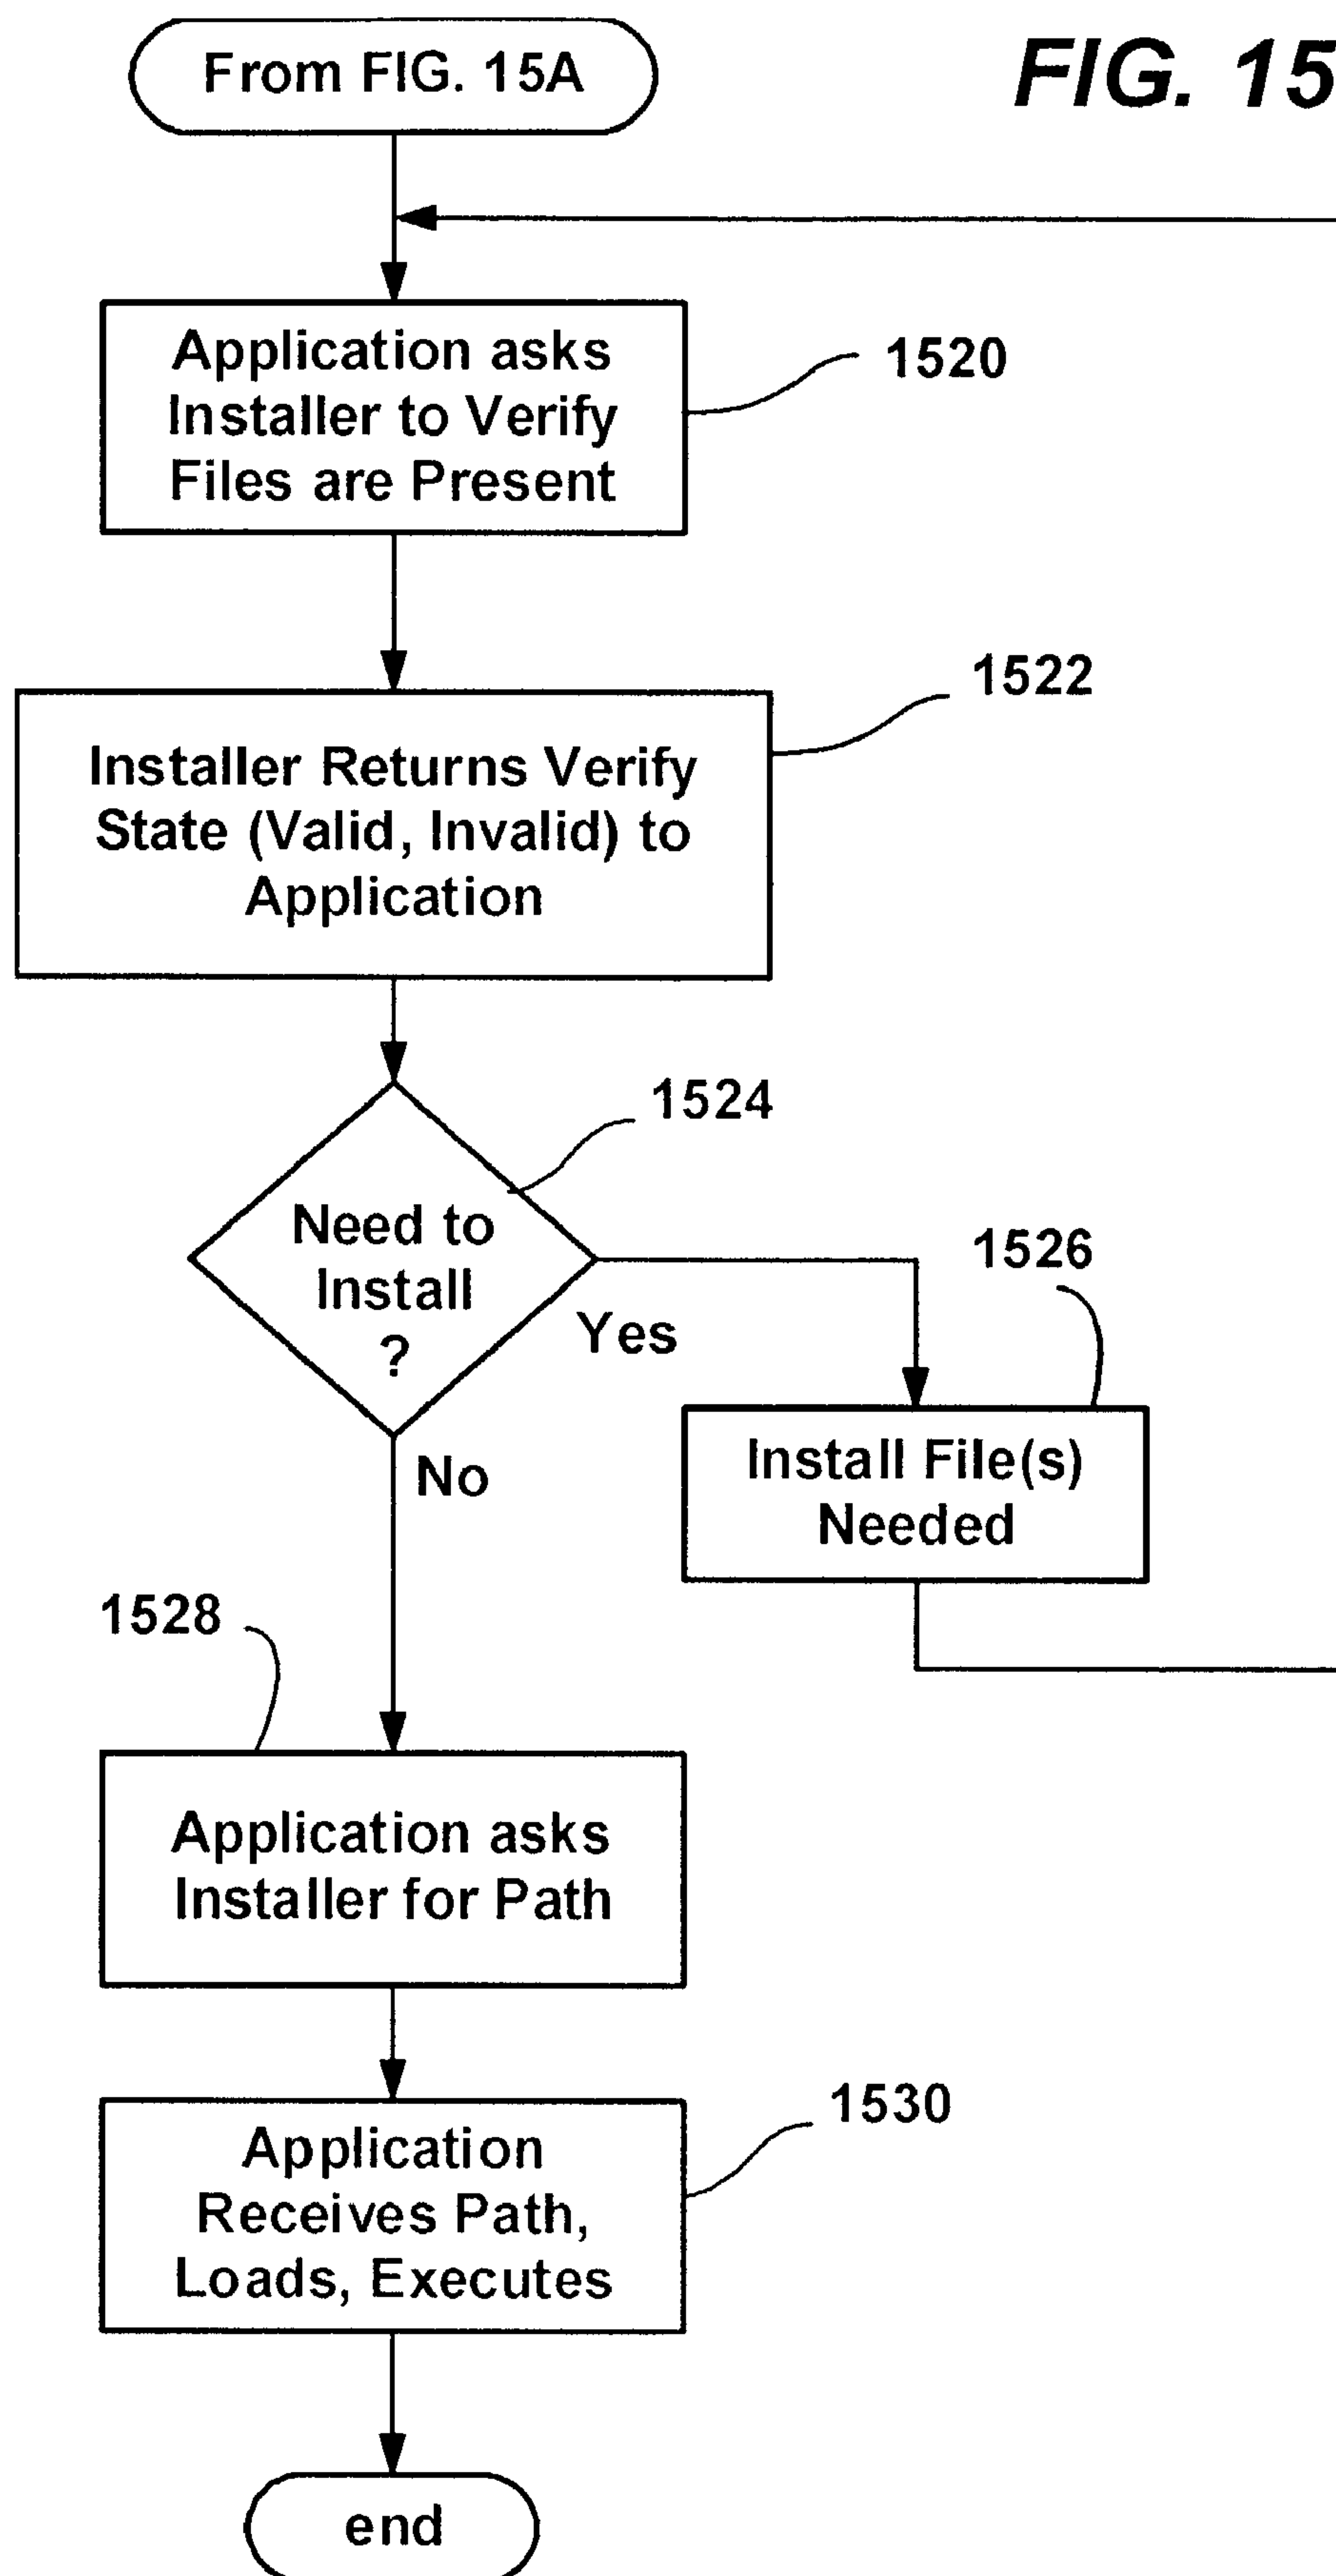 From FIG. 15A
FIG. 15
Application asks
Installer to Verify
Files are Present
1520
1522
Installer Returns Verify
State (Valid, Invalid) to
Application
1524
Need to
Install
?
Yes
1526
Install File(s)
Needed
No
1528
Application asks
Installer for Path
1530
Application
Receives Path,
Loads, Executes
end